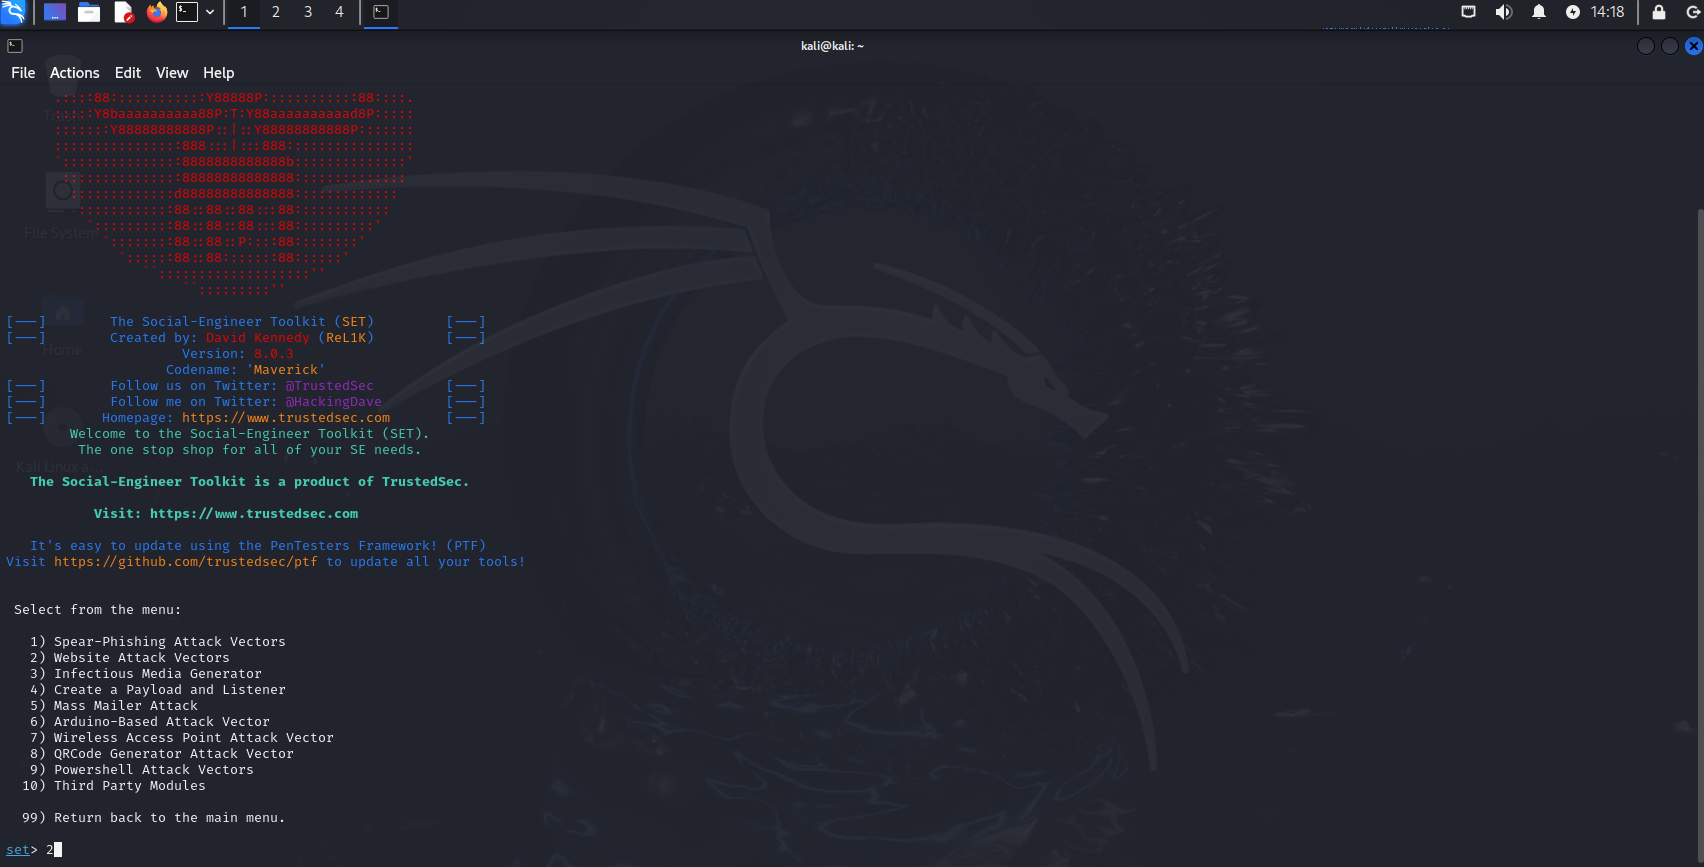 1 2 3 4 14:18
kali@kali: ~
File Actions Edit View Help
.::::88:::::::::::Y88888P:::::::::::88::::.
:::::Y8baaaaaaaaaa88P:T:Y88aaaaaaaaaad8P:::::
:::::::Y88888888888P::|::Y88888888888P:::::::
:::::::::::::::888:::|:::888:::::::::::::::
`:::::::::::::::8888888888888b::::::::::::::'
:::::::::::::::88888888888888:::::::::::::
:::::::::::::d88888888888888:::::::::::::
::::::::::::88::88::88:::88::::::::::::
`::::::::::88::88::88:::88::::::::::'
File System
`::::::::88::88::P::::88::::::::'
`::::::88::88:::::::88::::::'
``:::::::::::::::::::''
``:::::::::''
[---] The Social-Engineer Toolkit (SET) [---]
[---] Created by: David Kennedy (ReL1K) [---]
Home
Version: 8.0.3
Codename: 'Maverick'
[---] Follow us on Twitter: @TrustedSec [---]
[---] Follow me on Twitter: @HackingDave [---]
[---] Homepage: https://www.trustedsec.com [---]
Welcome to the Social-Engineer Toolkit (SET).
The one stop shop for all of your SE needs.
Kali Linux a...
The Social-Engineer Toolkit is a product of TrustedSec.
Visit: https://www.trustedsec.com
It's easy to update using the PenTesters Framework! (PTF)
Visit https://github.com/trustedsec/ptf to update all your tools!
Select from the menu:
1) Spear-Phishing Attack Vectors
2) Website Attack Vectors
3) Infectious Media Generator
4) Create a Payload and Listener
5) Mass Mailer Attack
6) Arduino-Based Attack Vector
7) Wireless Access Point Attack Vector
8) QRCode Generator Attack Vector
9) Powershell Attack Vectors
10) Third Party Modules
99) Return back to the main menu.
set> 2